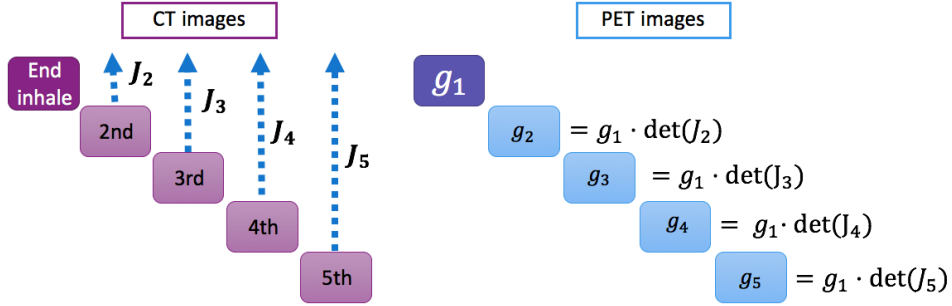 CT images
PET images
End
inhale
J₂
J₃
J₄
J₅
2nd
3rd
4th
5th
g₁
g₂ = g₁ · det(J₂)
g₃ = g₁ · det(J₃)
g₄ = g₁ · det(J₄)
g₅ = g₁ · det(J₅)